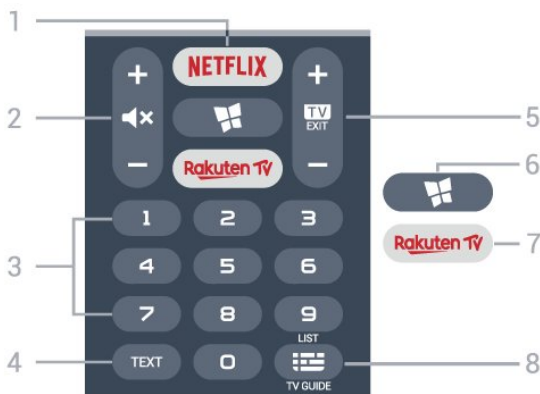 1
NETFLIX
+ +
2
TV
EXIT
5
- -
6
Rakuten TV
Rakuten TV
7
1 2 3
3
4 5 6
7 8 9
LIST
4
TEXT 0
8
TV GUIDE